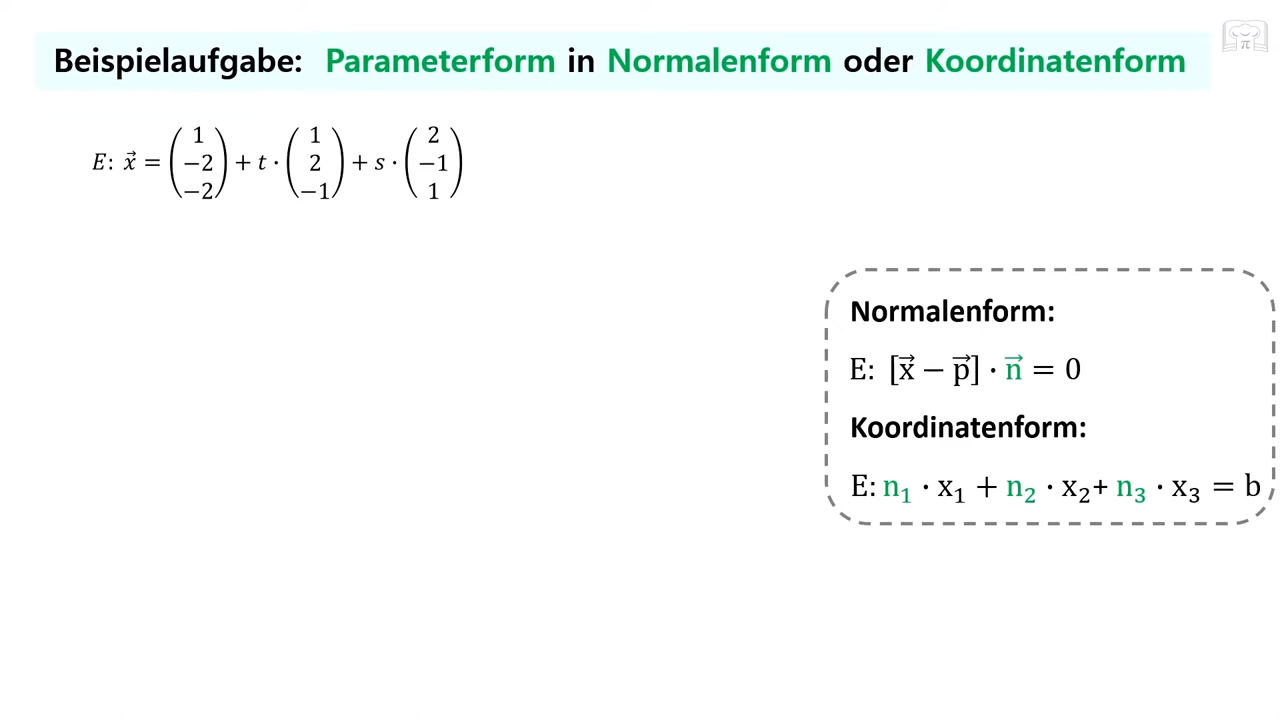 Beispielaufgabe: Parameterform in Normalenform oder Koordinatenform
E: x⃗ = (1 −2 −2) + t · (1 2 −1) + s · (2 −1 1)
Normalenform:
E: [x⃗ − p⃗] · n⃗ = 0
Koordinatenform:
E: n₁ · x₁ + n₂ · x₂+ n₃ · x₃ = b
π